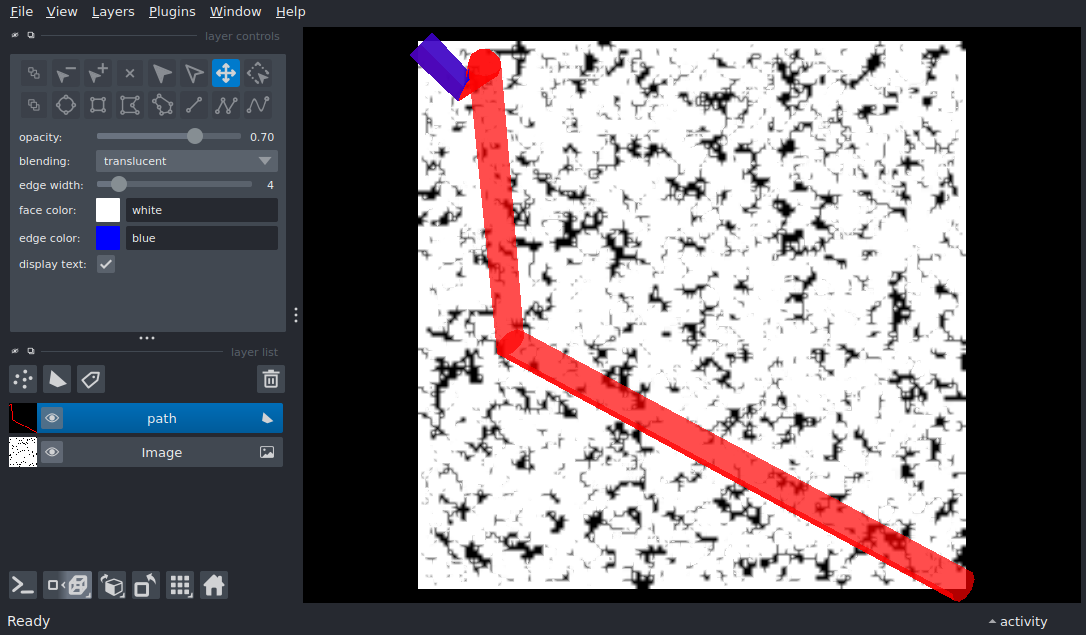 File View Layers Plugins Window Help
layer controls
opacity: 0.70
blending: translucent
edge width: 4
face color: white
edge color: blue
display text:
layer list
path
Image
Ready activity